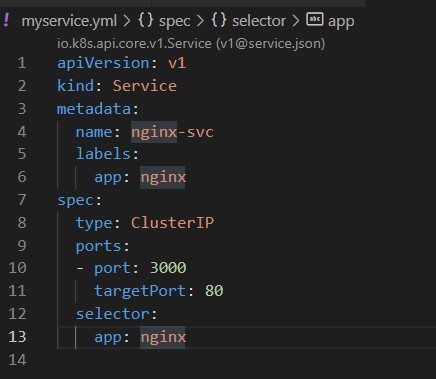 ! myservice.yml > {} spec > {} selector > abc app
io.k8s.api.core.v1.Service (v1@service.json)
1 apiVersion: v1
2 kind: Service
3 metadata:
4   name: nginx-svc
5   labels:
6     app: nginx
7 spec:
8   type: ClusterIP
9   ports:
10   - port: 3000
11     targetPort: 80
12   selector:
13     app: nginx
14